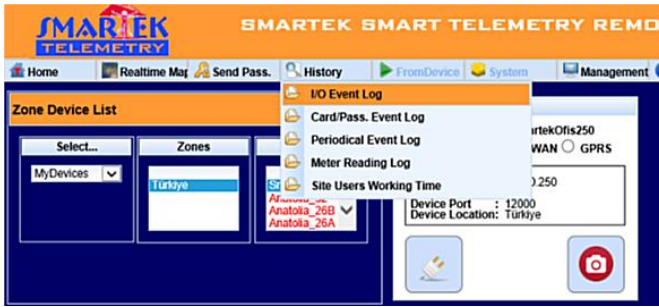 SMARTEK
TELEMETRY
SMARTEK SMART TELEMETRY REMO
Home Realtime Map Send Pass. History FromDevice System Management
I/O Event Log
Card/Pass. Event Log
Periodical Event Log
Meter Reading Log
Site Users Working Time
Zone Device List
Select...
Zones
MyDevices
Türkiye
Anatolia_26B
Anatolia_26A
rtekOfis250
WAN GPRS
0.250
Device Port : 12000
Device Location: Türkiye